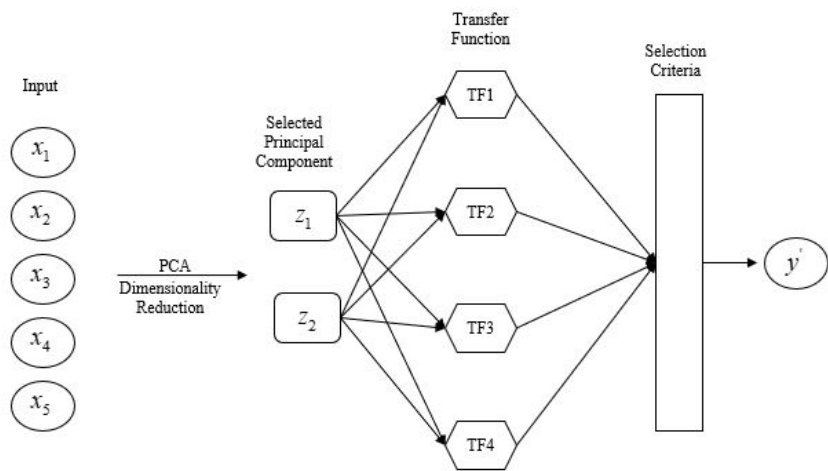 Input
x1
x2
x3
x4
x5
PCA
Dimensionality
Reduction
Selected
Principal
Component
z1
z2
Transfer
Function
TF1
TF2
TF3
TF4
Selection
Criteria
y'